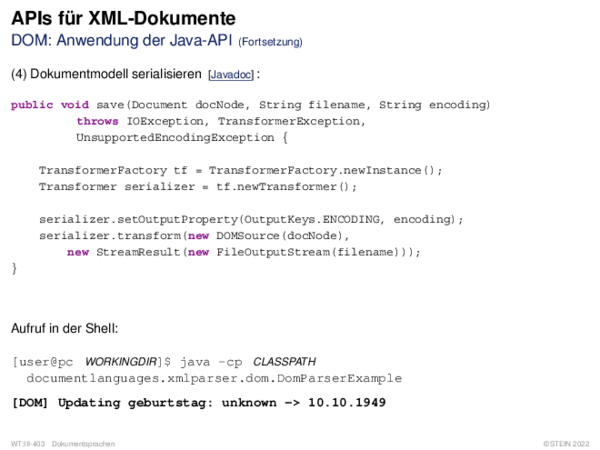 APIs für XML-Dokumente
DOM: Anwendung der Java-API (Fortsetzung)
(4) Dokumentmodell serialisieren [Javadoc] :
public void save(Document docNode, String filename, String encoding)
throws IOException, TransformerException,
UnsupportedEncodingException {
TransformerFactory tf = TransformerFactory.newInstance();
Transformer serializer = tf.newTransformer();
serializer.setOutputProperty(OutputKeys.ENCODING, encoding);
serializer.transform(new DOMSource(docNode),
new StreamResult(new FileOutputStream(filename)));
}
Aufruf in der Shell:
[user@pc WORKINGDIR]$ java -cp CLASSPATH
documentlanguages.xmlparser.dom.DomParserExample
[DOM] Updating geburtstag: unknown -> 10.10.1949
WT:III-403 Dokumentsprachen ©STEIN 2022